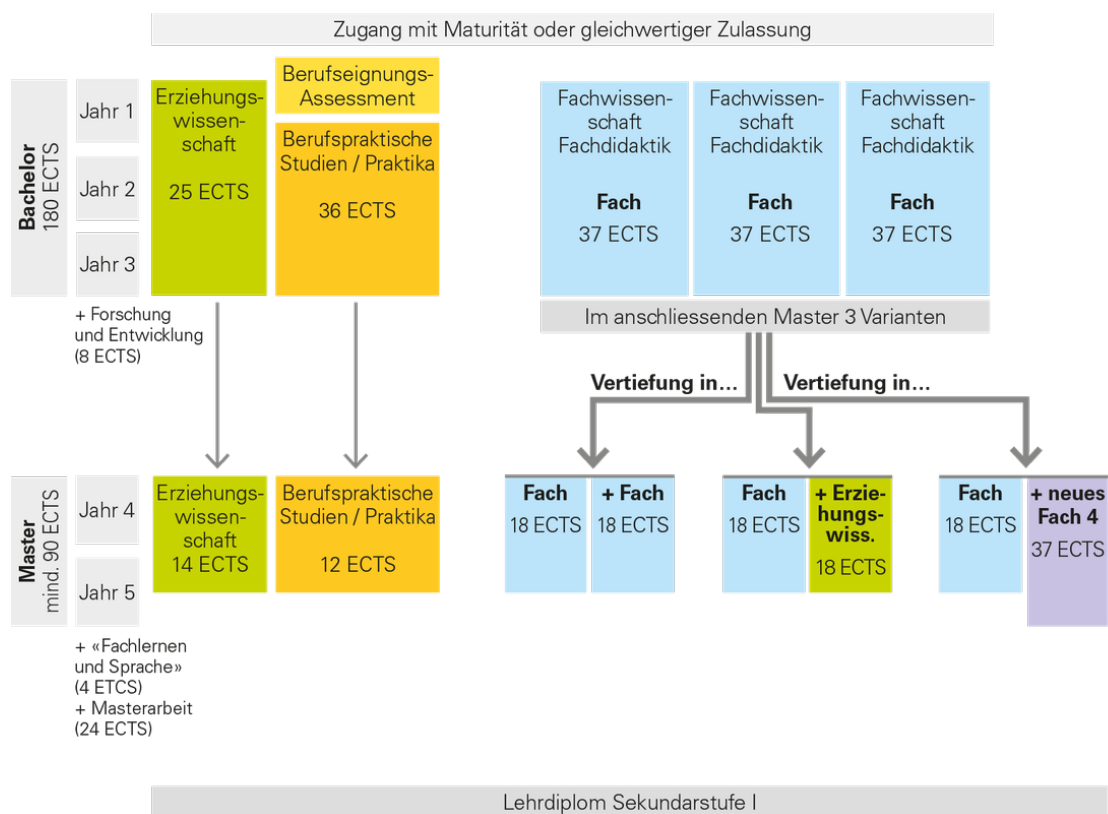 Zugang mit Maturität oder gleichwertiger Zulassung
Bachelor
180 ECTS
Jahr 1
Jahr 2
Jahr 3
Erziehungs-
wissen-
schaft
25 ECTS
Berufseignungs-
Assessment
Berufspraktische
Studien / Praktika
36 ECTS
Fachwissen-
schaft
Fachdidaktik
Fach
37 ECTS
Fachwissen-
schaft
Fachdidaktik
Fach
37 ECTS
Fachwissen-
schaft
Fachdidaktik
Fach
37 ECTS
+ Forschung
und Entwicklung
(8 ECTS)
Im anschliessenden Master 3 Varianten
Vertiefung in...
Vertiefung in...
Master
mind. 90 ECTS
Jahr 4
Jahr 5
Erziehungs-
wissen-
schaft
14 ECTS
Berufspraktische
Studien / Praktika
12 ECTS
Fach
18 ECTS
+ Fach
18 ECTS
Fach
18 ECTS
+ Erzie-
hungs-
wiss.
18 ECTS
Fach
18 ECTS
+ neues
Fach 4
37 ECTS
+ «Fachlernen
und Sprache»
(4 ETCS)
+ Masterarbeit
(24 ECTS)
Lehrdiplom Sekundarstufe I